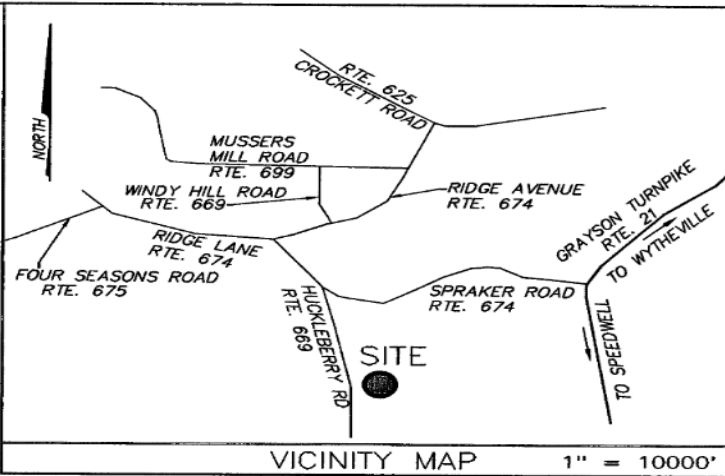 RTE. 625
CROCKETT ROAD
NORTH
MUSSERS
MILL ROAD
RTE. 699
WINDY HILL ROAD
RTE. 669
RIDGE AVENUE
RTE. 674
GRAYSON TURNPIKE
RTE. 21
TO WYTHEVILLE
RIDGE LANE
RTE. 674
FOUR SEASONS ROAD
RTE. 675
SPRAKER ROAD
RTE. 674
HUCKLEBERRY RD
RTE. 669
SITE
TO SPEEDWELL
VICINITY MAP
1" = 10000'